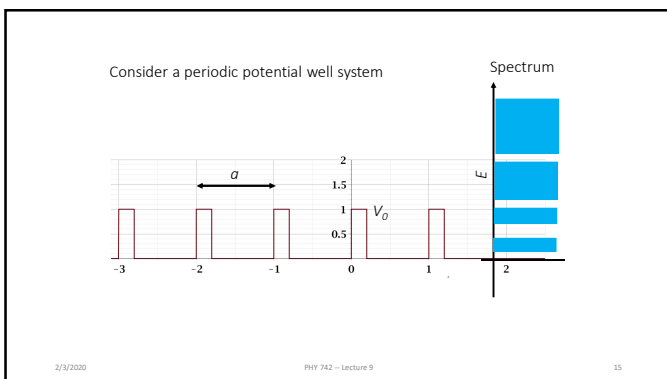 Consider a periodic potential well system
Spectrum
2
a
E
1.5
1
V0
0.5
-3
-2
-1
0
1
2
2/3/2020
PHY 742 -- Lecture 9
15